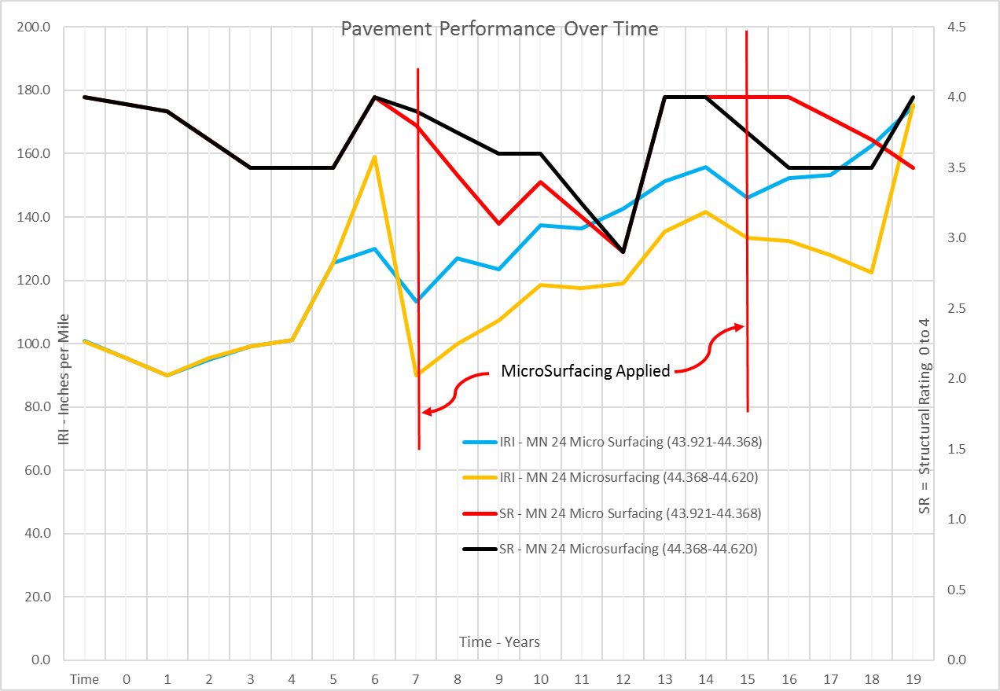 Pavement Performance Over Time
200.0
180.0
160.0
140.0
120.0
100.0
80.0
60.0
40.0
20.0
0.0
IRI - Inches per Mile
4.5
4.0
3.5
3.0
2.5
2.0
1.5
1.0
0.5
0.0
SR = Structural Rating 0 to 4
MicroSurfacing Applied
IRI - MN 24 Micro Surfacing (43.921-44.368)
IRI - MN 24 Microsurfacing (44.368-44.620)
SR - MN 24 Micro Surfacing (43.921-44.368)
SR - MN 24 Microsurfacing (44.368-44.620)
Time - Years
Time 0 1 2 3 4 5 6 7 8 9 10 11 12 13 14 15 16 17 18 19